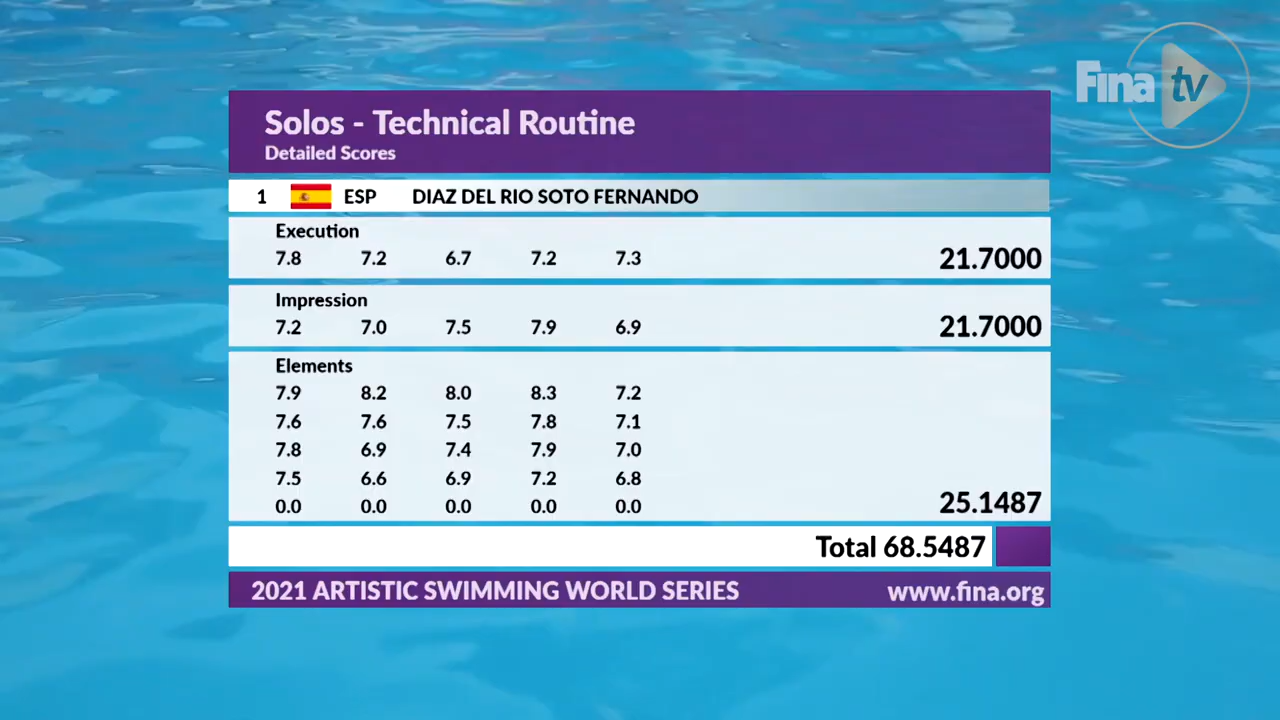 Fina tv
Solos - Technical Routine
Detailed Scores
1 ESP DIAZ DEL RIO SOTO FERNANDO
Execution
7.8 7.2 6.7 7.2 7.3 21.7000
Impression
7.2 7.0 7.5 7.9 6.9 21.7000
Elements
7.9 8.2 8.0 8.3 7.2
7.6 7.6 7.5 7.8 7.1
7.8 6.9 7.4 7.9 7.0
7.5 6.6 6.9 7.2 6.8
0.0 0.0 0.0 0.0 0.0 25.1487
Total 68.5487
2021 ARTISTIC SWIMMING WORLD SERIES www.fina.org